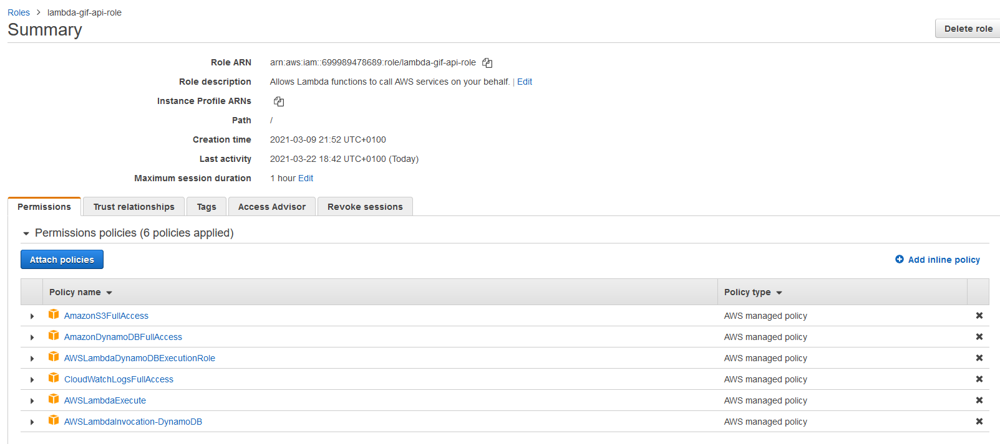 Roles > lambda-gif-api-role
Summary
Delete role
Role ARN arn:aws:iam::699989478689:role/lambda-gif-api-role
Role description Allows Lambda functions to call AWS services on your behalf. | Edit
Instance Profile ARNs
Path /
Creation time 2021-03-09 21:52 UTC+0100
Last activity 2021-03-22 18:42 UTC+0100 (Today)
Maximum session duration 1 hour Edit
Permissions Trust relationships Tags Access Advisor Revoke sessions
Permissions policies (6 policies applied)
Attach policies Add inline policy
Policy name Policy type
AmazonS3FullAccess AWS managed policy
AmazonDynamoDBFullAccess AWS managed policy
AWSLambdaDynamoDBExecutionRole AWS managed policy
CloudWatchLogsFullAccess AWS managed policy
AWSLambdaExecute AWS managed policy
AWSLambdaInvocation-DynamoDB AWS managed policy